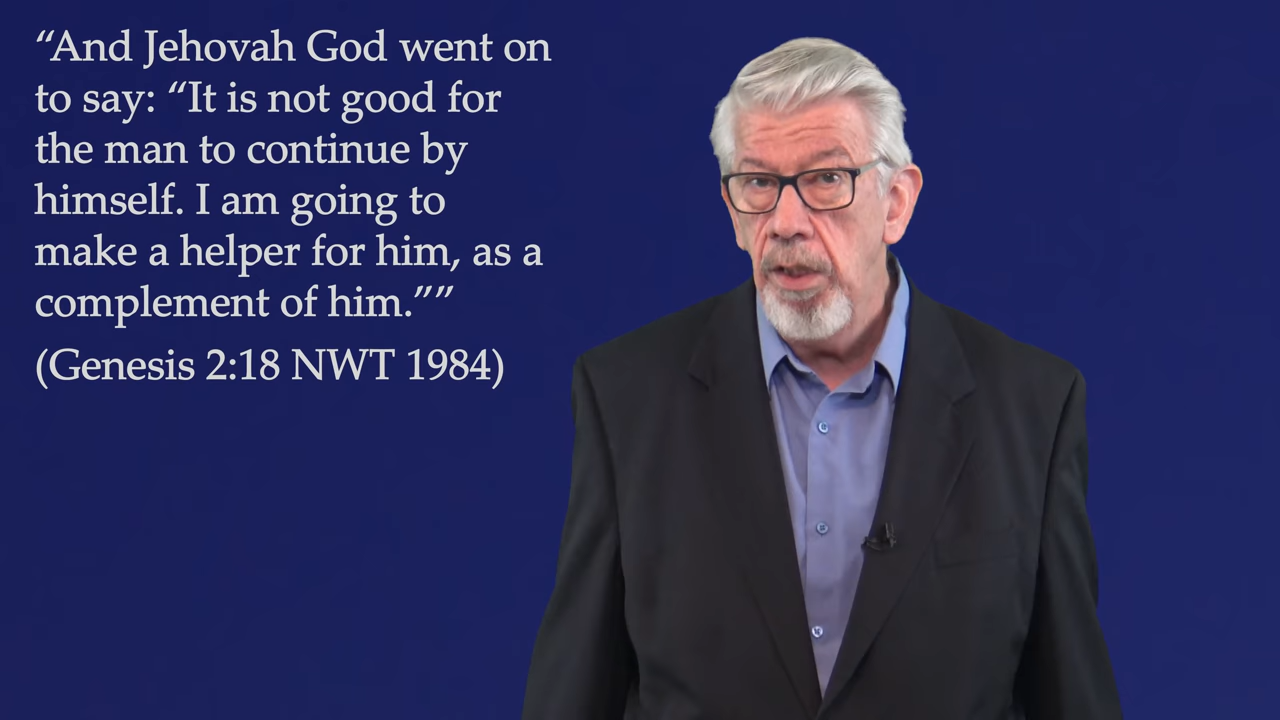 “And Jehovah God went on
to say: “It is not good for
the man to continue by
himself. I am going to
make a helper for him, as a
complement of him.””
(Genesis 2:18 NWT 1984)